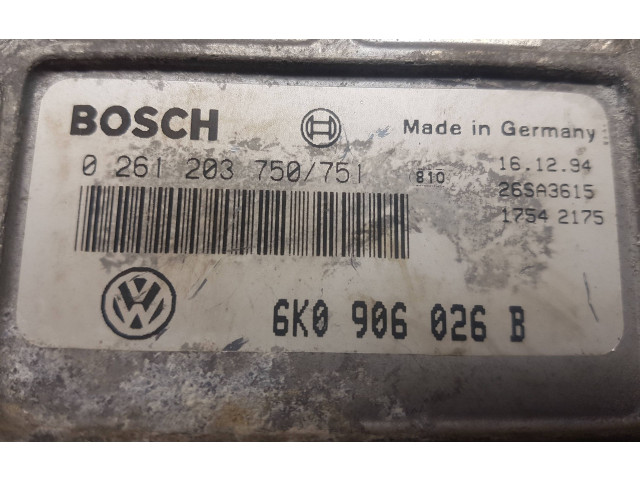 BOSCH Made in Germany
0 261 203 750/751 810 16.12.94
26SA3615
1754 2175
VW 6K0 906 026 B